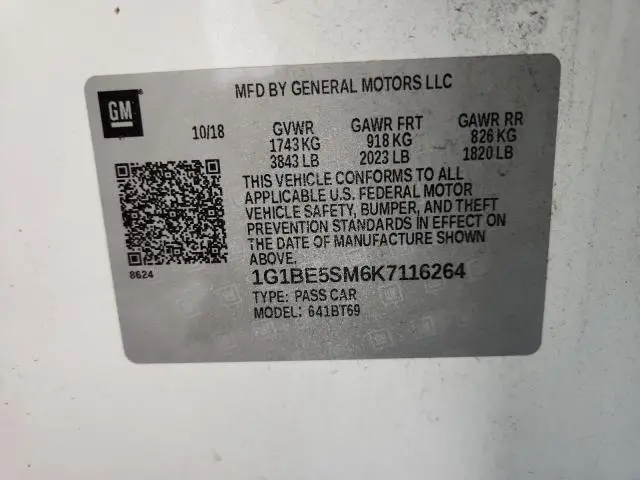 MFD BY GENERAL MOTORS LLC
GM
10/18
GVWR
1743 KG
3843 LB
GAWR FRT
918 KG
2023 LB
GAWR RR
826 KG
1820 LB
THIS VEHICLE CONFORMS TO ALL
APPLICABLE U.S. FEDERAL MOTOR
VEHICLE SAFETY, BUMPER, AND THEFT
PREVENTION STANDARDS IN EFFECT ON
THE DATE OF MANUFACTURE SHOWN
ABOVE.
8624
1G1BE5SM6K7116264
TYPE: PASS CAR
MODEL: 641BT69